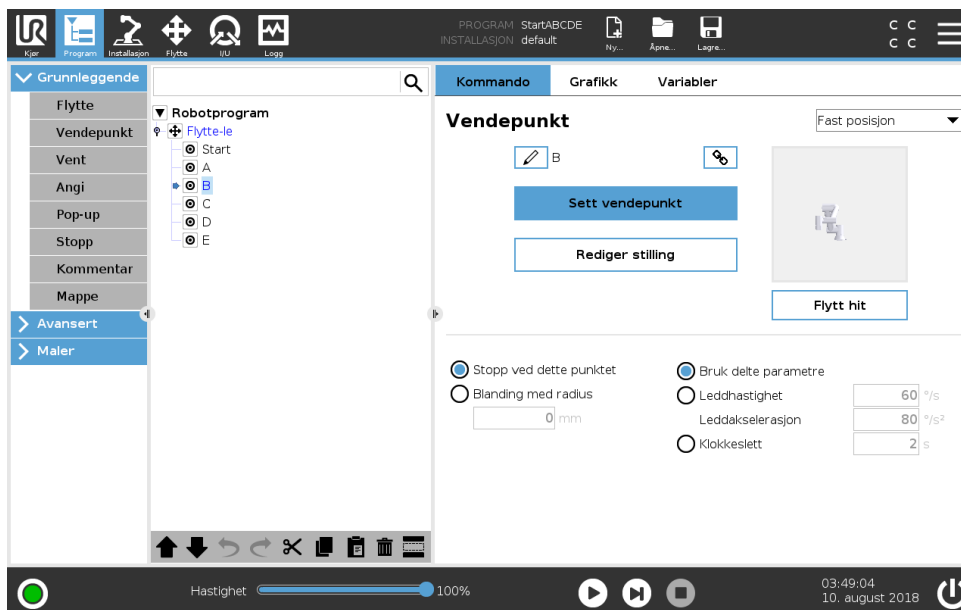 UR
PROGRAM StartABCDE
INSTALLASJON default
C C
C C
Kjør
Program
Installasjon
Flytte
I/U
Logg
Ny...
Åpne...
Lagre...
Grunnleggende
Flytte
Vendepunkt
Vent
Angi
Pop-up
Stopp
Kommentar
Mappe
Avansert
Maler
Robotprogram
Flytte-le
Start
A
B
C
D
E
Kommando
Grafikk
Variabler
Vendepunkt
Fast posisjon
B
Sett vendepunkt
Rediger stilling
Flytt hit
Stopp ved dette punktet
Blanding med radius
0 mm
Bruk delte parametre
Leddhastighet 60 °/s
Leddakselerasjon 80 °/s²
Klokkeslett 2 s
Hastighet 100%
03:49:04
10. august 2018